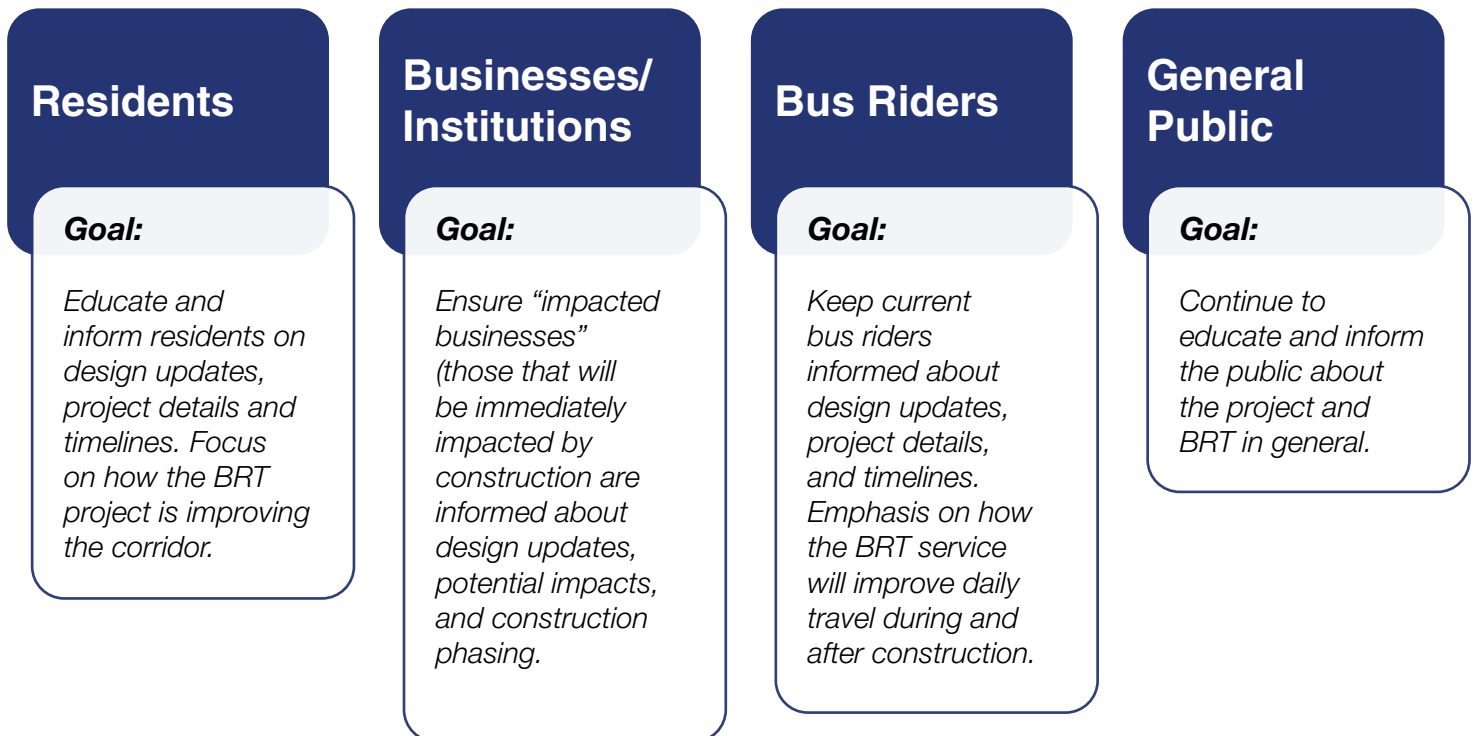 Residents
Goal:
Educate and
inform residents on
design updates,
project details and
timelines. Focus
on how the BRT
project is improving
the corridor.
Businesses/
Institutions
Goal:
Ensure “impacted
businesses”
(those that will
be immediately
impacted by
construction are
informed about
design updates,
potential impacts,
and construction
phasing.
Bus Riders
Goal:
Keep current
bus riders
informed about
design updates,
project details,
and timelines.
Emphasis on how
the BRT service
will improve daily
travel during and
after construction.
General
Public
Goal:
Continue to
educate and inform
the public about
the project and
BRT in general.